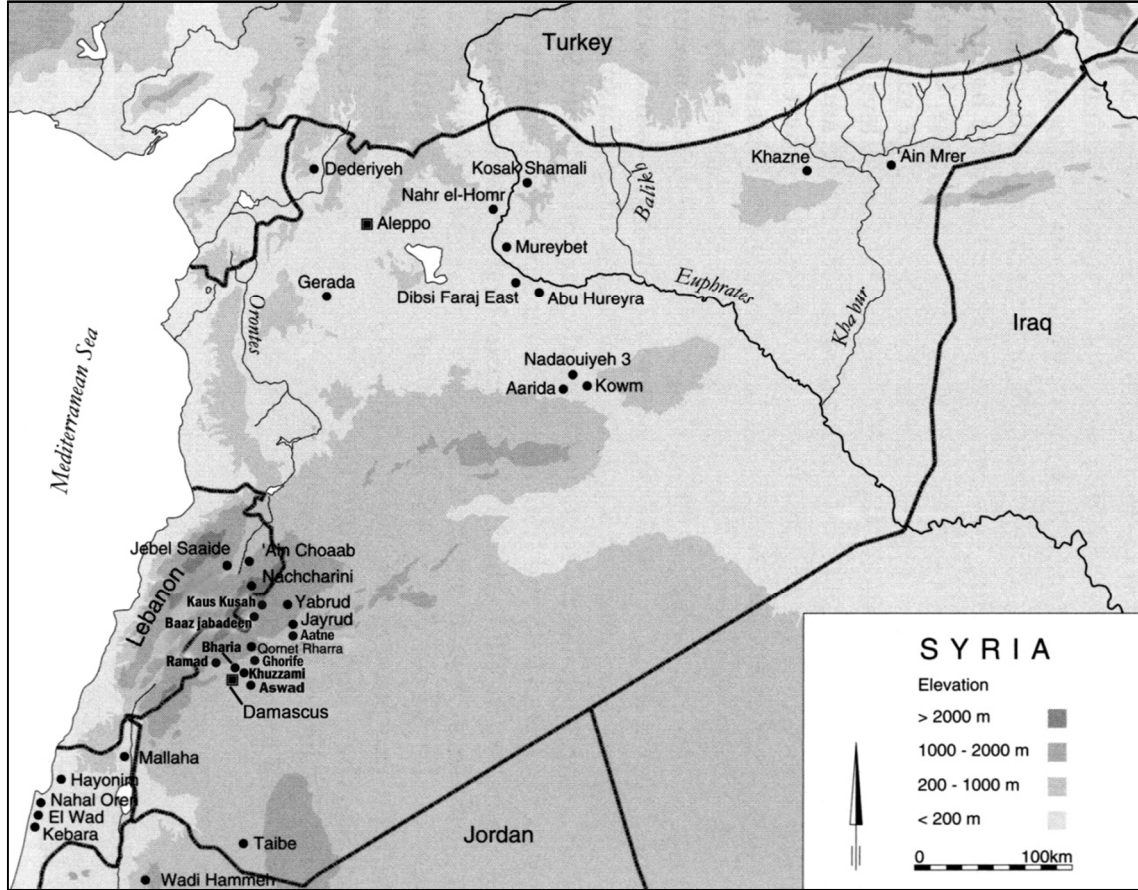 Turkey
Dederiyeh
Kosak Shamali
Khazne
'Ain Mrer
Nahr el-Homr
Balikh
Aleppo
Mureybet
Gerada
Dibsi Faraj East
Abu Hureyra
Euphrates
Khabur
Orontes
Iraq
Mediterranean Sea
Nadaouiyeh 3
Aarida
Kowm
Jebel Saaide
'Ain Choaab
Nachcharini
Lebanon
Kaus Kusah
Yabrud
Baaz jabadeen
Jayrud
Aatne
Bharia
Qornet Rharra
Ramad
Ghorife
Khuzzami
Aswad
Damascus
Mallaha
Hayonim
Nahal Oren
El Wad
Kebara
Taibe
Wadi Hammeh
Jordan
SYRIA
Elevation
> 2000 m
1000 - 2000 m
200 - 1000 m
< 200 m
0 100km